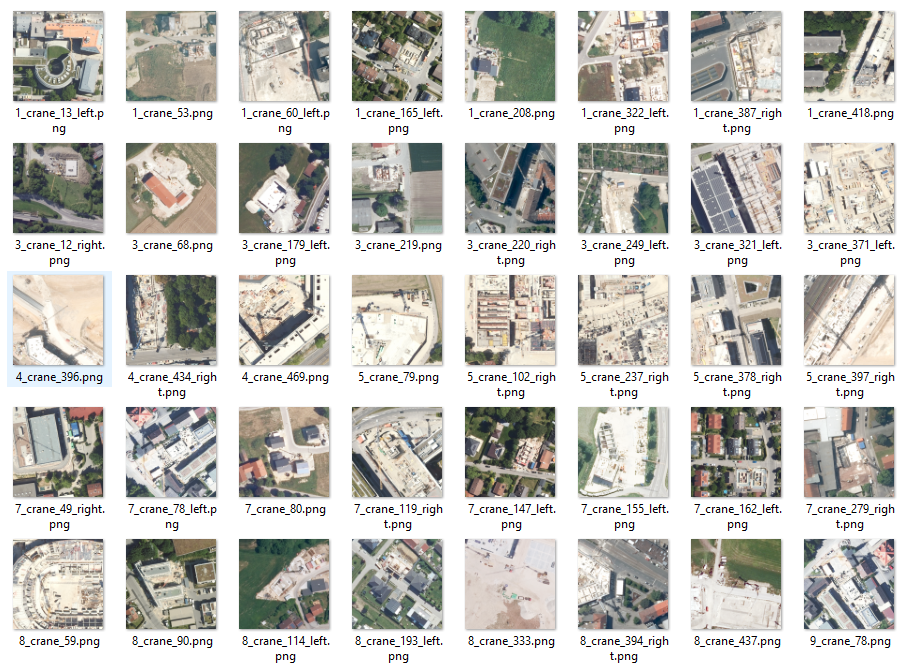 1_crane_13_left.p
ng
1_crane_53.png
1_crane_60_left.p
ng
1_crane_165_left.
png
1_crane_208.png
1_crane_322_left.
png
1_crane_387_righ
t.png
1_crane_418.png
3_crane_12_right.
png
3_crane_68.png
3_crane_179_left.
png
3_crane_219.png
3_crane_220_righ
t.png
3_crane_249_left.
png
3_crane_321_left.
png
3_crane_371_left.
png
4_crane_396.png
4_crane_434_righ
t.png
4_crane_469.png
5_crane_79.png
5_crane_102_righ
t.png
5_crane_237_righ
t.png
5_crane_378_righ
t.png
5_crane_397_righ
t.png
7_crane_49_right.
png
7_crane_78_left.p
ng
7_crane_80.png
7_crane_119_righ
t.png
7_crane_147_left.
png
7_crane_155_left.
png
7_crane_162_left.
png
7_crane_279_righ
t.png
8_crane_59.png
8_crane_90.png
8_crane_114_left.
png
8_crane_193_left.
png
8_crane_333.png
8_crane_394_righ
t.png
8_crane_437.png
9_crane_78.png